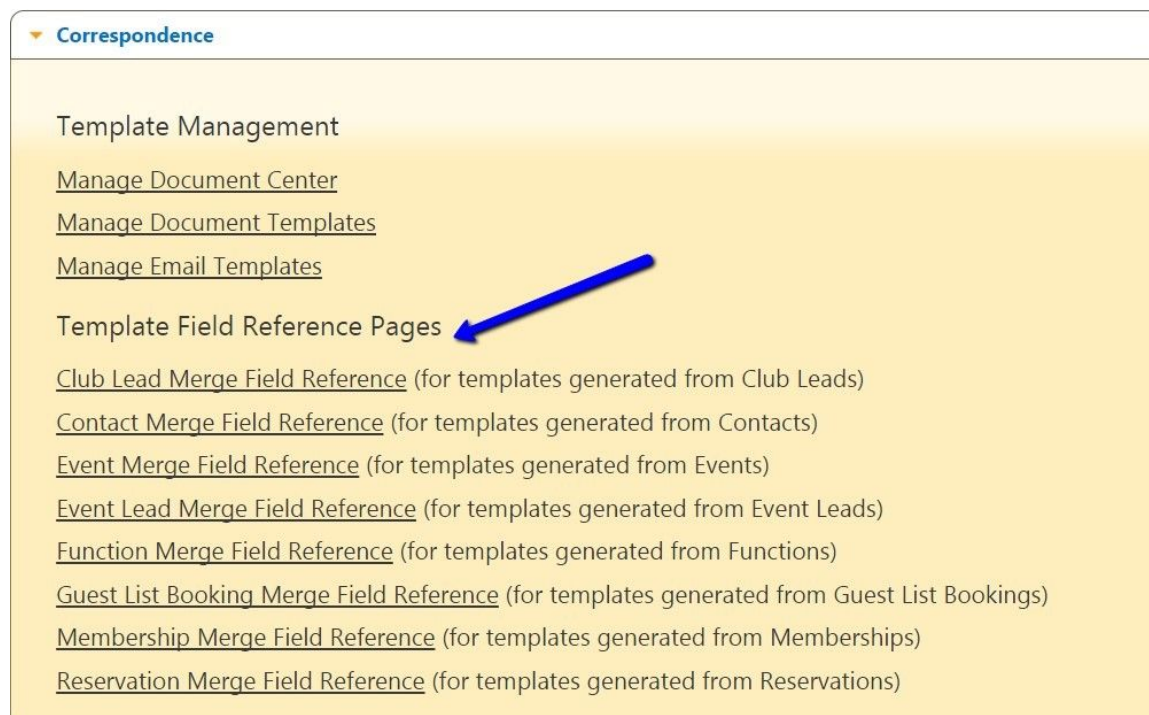 Correspondence
Template Management
Manage Document Center
Manage Document Templates
Manage Email Templates
Template Field Reference Pages
Club Lead Merge Field Reference (for templates generated from Club Leads)
Contact Merge Field Reference (for templates generated from Contacts)
Event Merge Field Reference (for templates generated from Events)
Event Lead Merge Field Reference (for templates generated from Event Leads)
Function Merge Field Reference (for templates generated from Functions)
Guest List Booking Merge Field Reference (for templates generated from Guest List Bookings)
Membership Merge Field Reference (for templates generated from Memberships)
Reservation Merge Field Reference (for templates generated from Reservations)